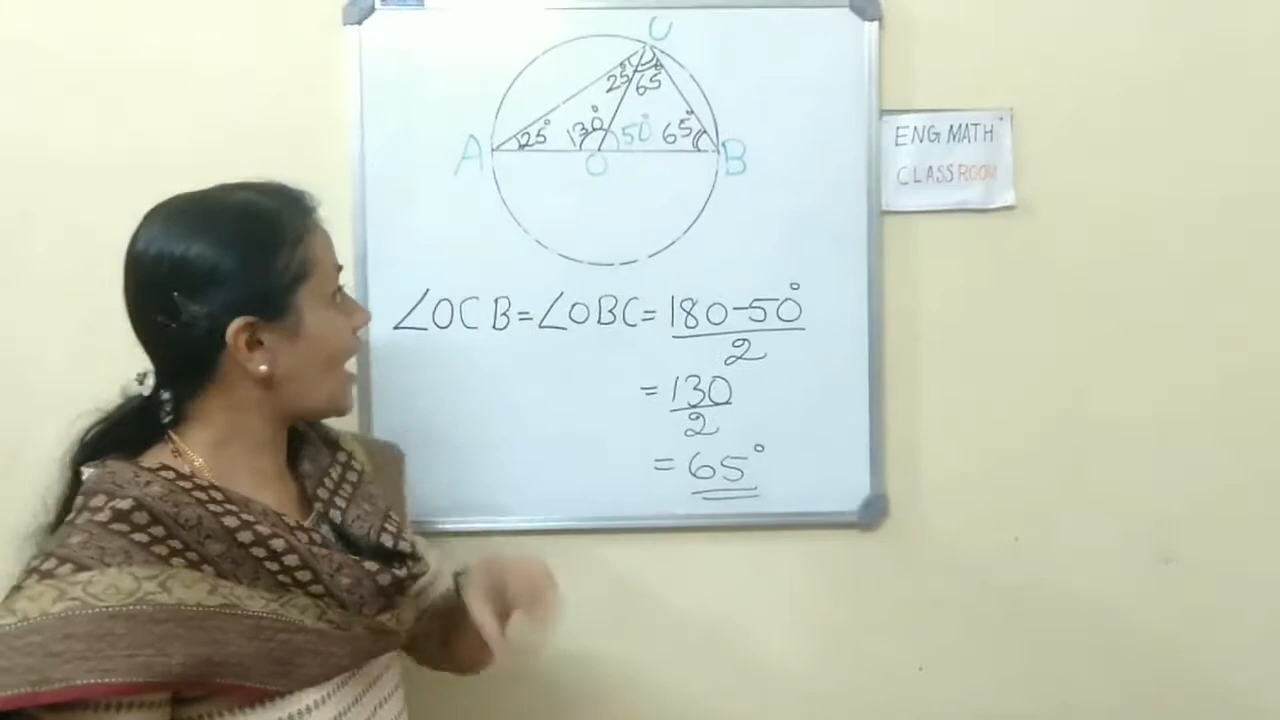 C
25° 65
A 25° 130° 50° 65° B
O
ENG MATH
CLASSROOM
∠OCB=∠OBC= 180-50°
2
= 130
2
= 65°